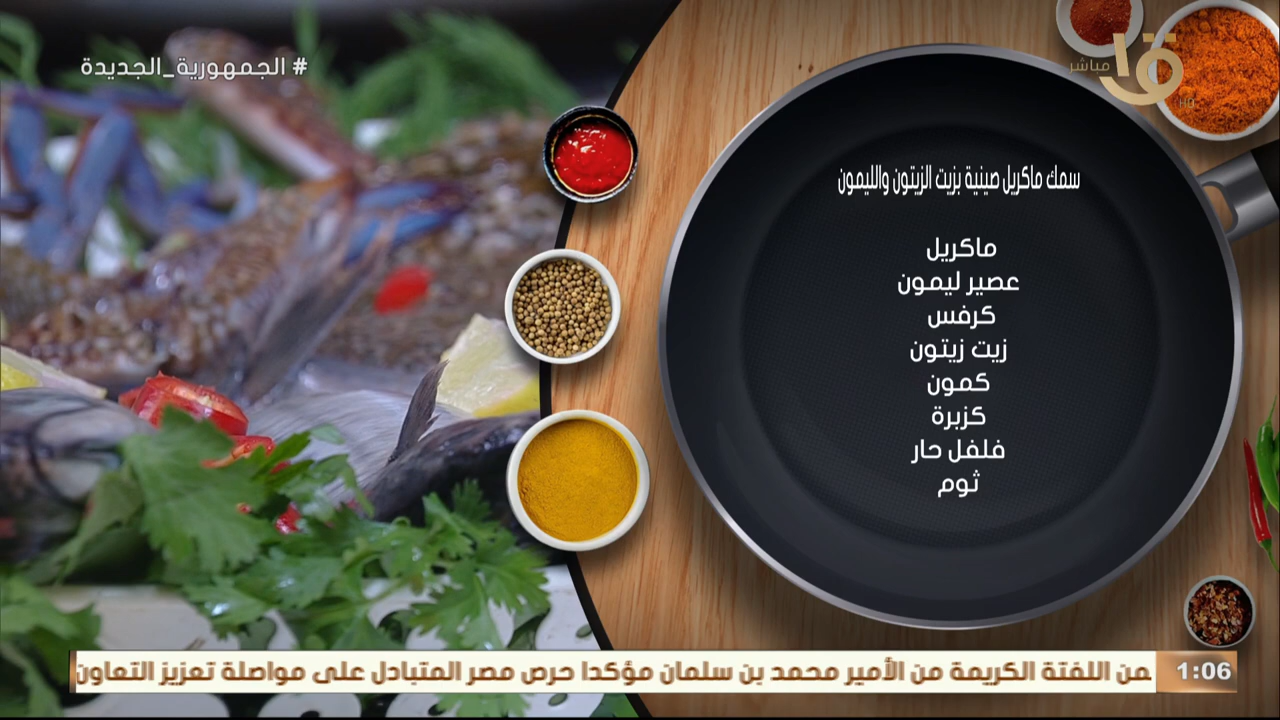 # الجمهورية_الجديدة
مباشر
HD
سمك ماكريل صينية بزيت الزيتون والليمون
ماكريل
عصير ليمون
كرفس
زيت زيتون
كمون
كزبرة
فلفل حار
ثوم
اللفتة الكريمة من الأمير محمد بن سلمان مؤكدا حرص مصر المتبادل على مواصلة تعزيز التعاون
1:06